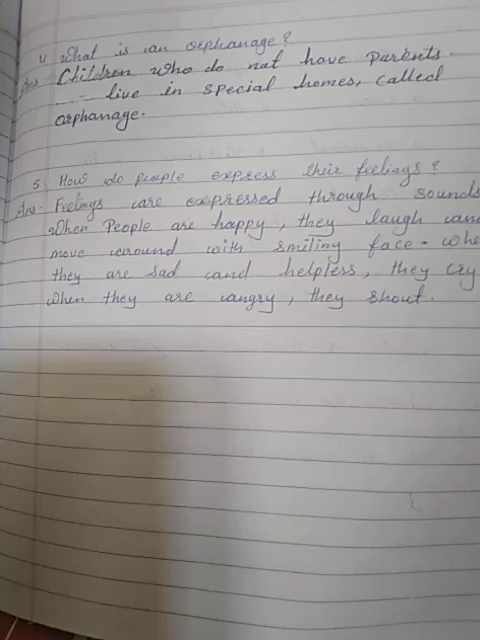 4. What is an orphanage?
Ans Children who do not have Parents
live in special homes, called
orphanage.
5. How do people express their feelings?
Ans. Feelings are expressed through sounds
When People are happy, they laugh and
move around with smiling face. Whe
they are sad and helpless, they cry
When they are angry, they shout.